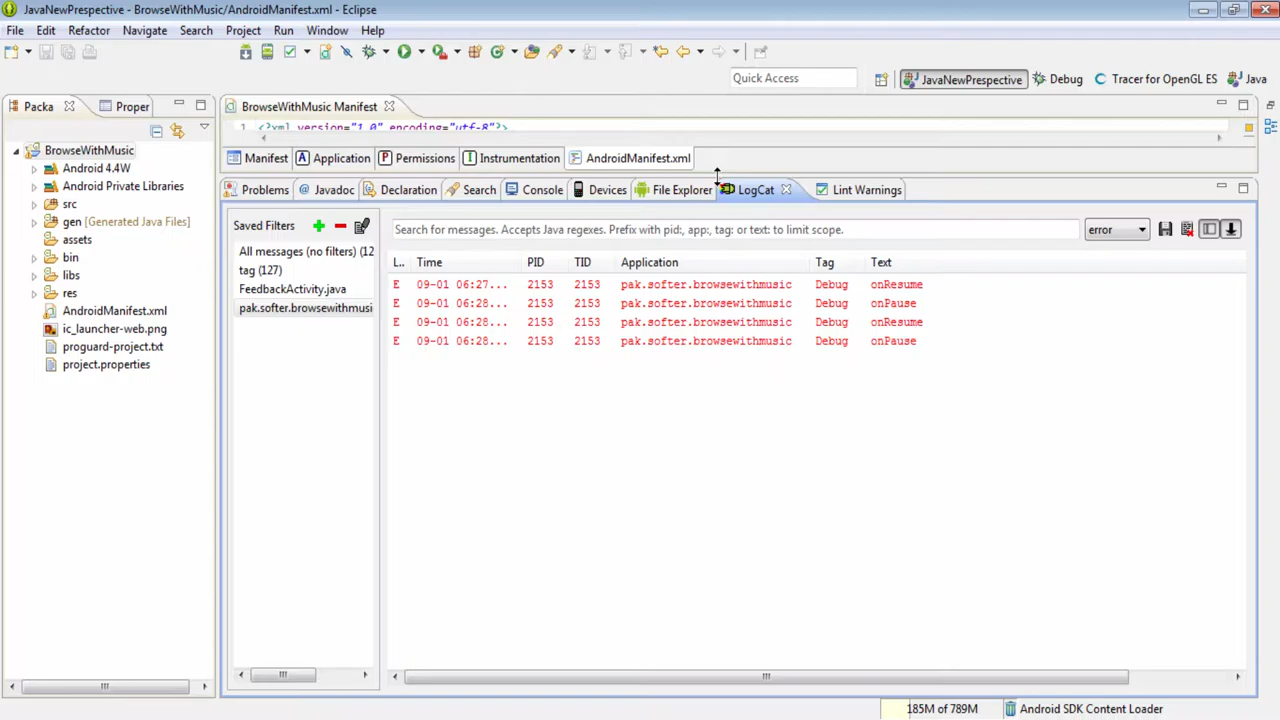 JavaNewPrespective - BrowseWithMusic/AndroidManifest.xml - Eclipse
File Edit Refactor Navigate Search Project Run Window Help
Quick Access
JavaNewPrespective Debug Tracer for OpenGL ES Java
Packa Proper
BrowseWithMusic
Android 4.4W
Android Private Libraries
src
gen [Generated Java Files]
assets
bin
libs
res
AndroidManifest.xml
ic_launcher-web.png
proguard-project.txt
project.properties
BrowseWithMusic Manifest
1 <?xml version="1.0" encoding="utf-8"?>
Manifest Application Permissions Instrumentation AndroidManifest.xml
Problems Javadoc Declaration Search Console Devices File Explorer LogCat Lint Warnings
Saved Filters
All messages (no filters) (12
tag (127)
FeedbackActivity.java
pak.softer.browsewithmusi
Search for messages. Accepts Java regexes. Prefix with pid:, app:, tag: or text: to limit scope.
error
L.. Time PID TID Application Tag Text
E 09-01 06:27... 2153 2153 pak.softer.browsewithmusic Debug onResume
E 09-01 06:28... 2153 2153 pak.softer.browsewithmusic Debug onPause
E 09-01 06:28... 2153 2153 pak.softer.browsewithmusic Debug onResume
E 09-01 06:28... 2153 2153 pak.softer.browsewithmusic Debug onPause
185M of 789M
Android SDK Content Loader